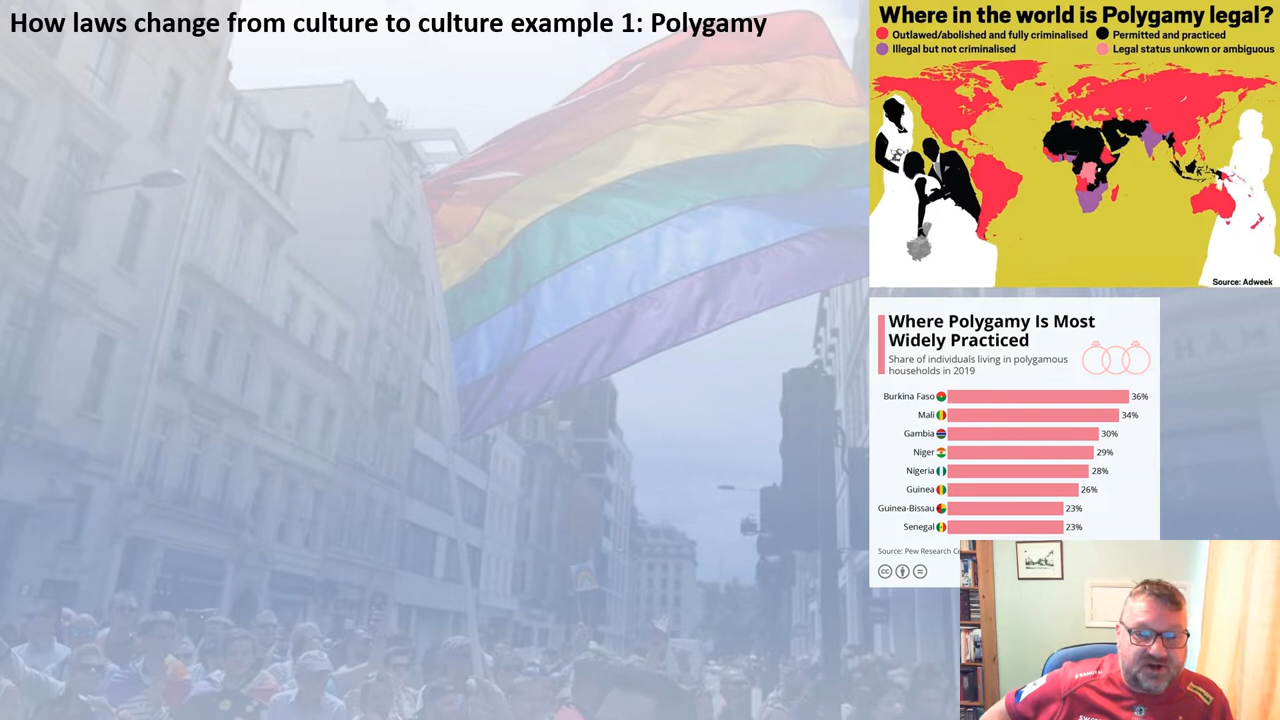 How laws change from culture to culture example 1: Polygamy
Where in the world is Polygamy legal?
Outlawed/abolished and fully criminalised
Permitted and practiced
Illegal but not criminalised
Legal status unkown or ambiguous
Source: Adweek
Where Polygamy Is Most
Widely Practiced
Share of individuals living in polygamous
households in 2019
Burkina Faso 36%
Mali 34%
Gambia 30%
Niger 29%
Nigeria 28%
Guinea 26%
Guinea-Bissau 23%
Senegal 23%
Source: Pew Research
cc